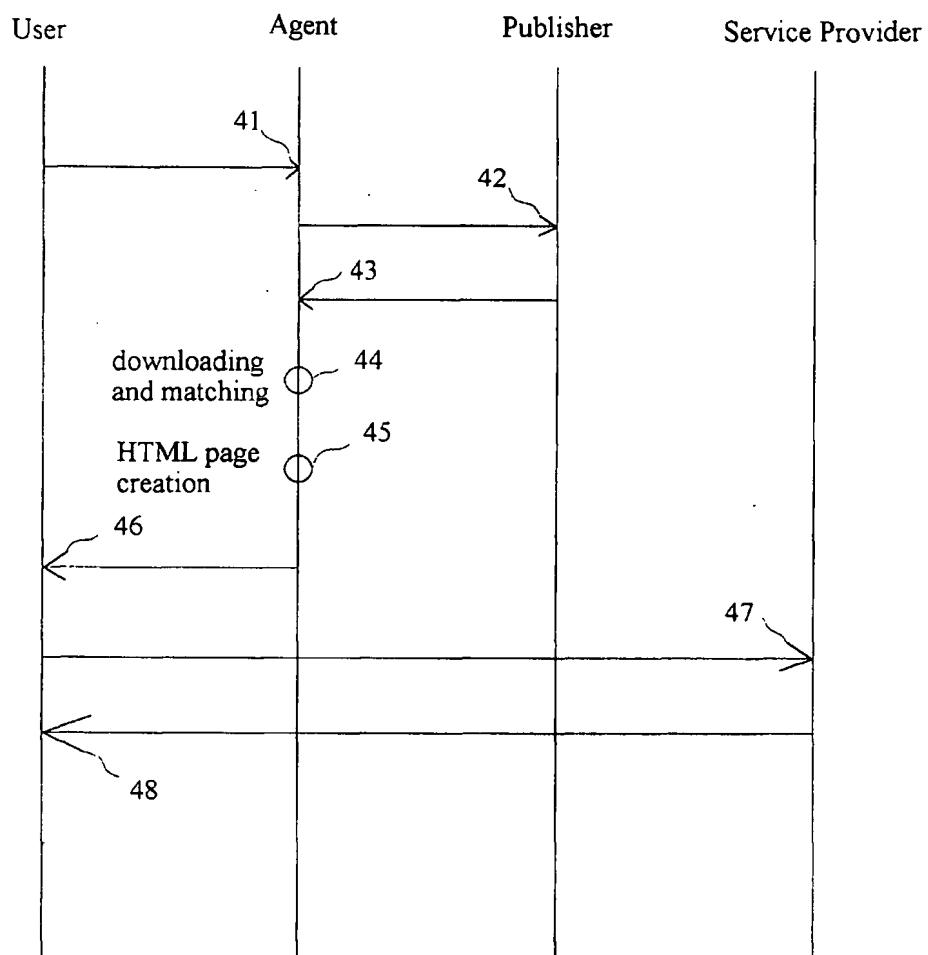 User
Agent
Publisher
Service Provider
41
42
43
downloading
and matching
44
HTML page
creation
45
46
47
48